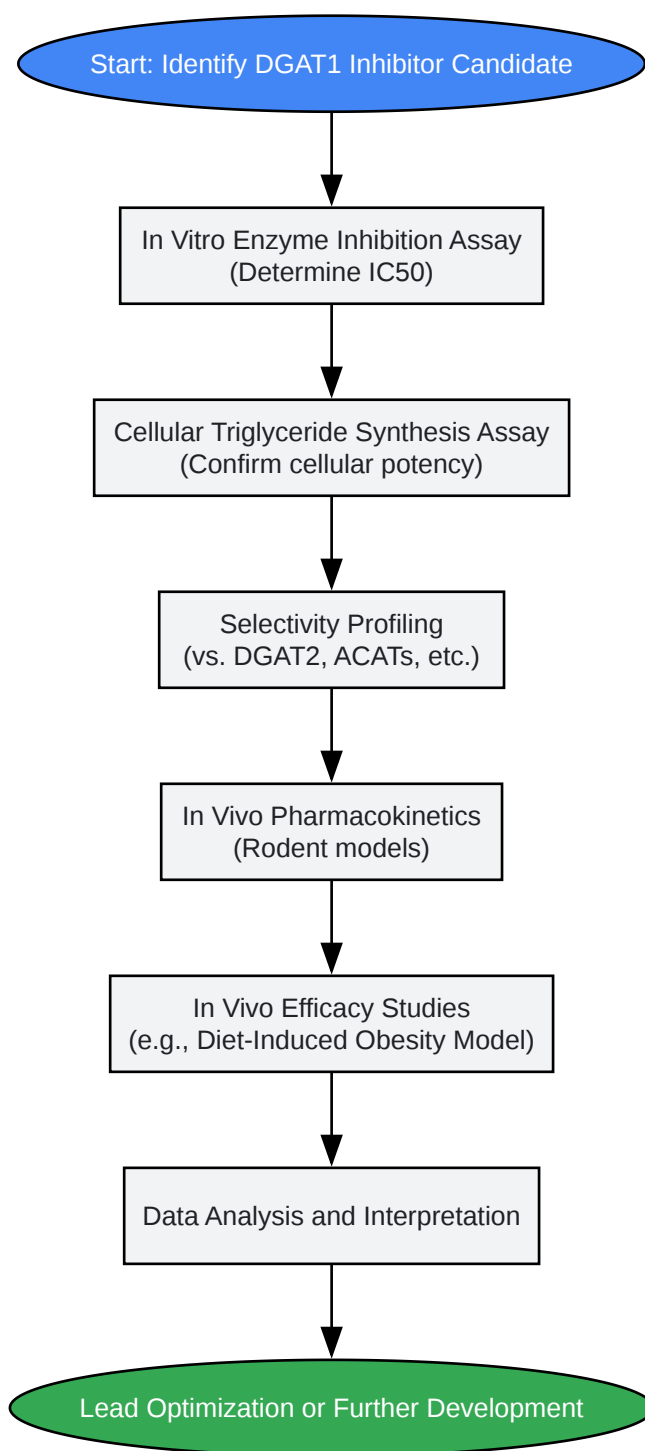 Start: Identify DGAT1 Inhibitor Candidate
In Vitro Enzyme Inhibition Assay
(Determine IC50)
Cellular Triglyceride Synthesis Assay
(Confirm cellular potency)
Selectivity Profiling
(vs. DGAT2, ACATs, etc.)
In Vivo Pharmacokinetics
(Rodent models)
In Vivo Efficacy Studies
(e.g., Diet-Induced Obesity Model)
Data Analysis and Interpretation
Lead Optimization or Further Development